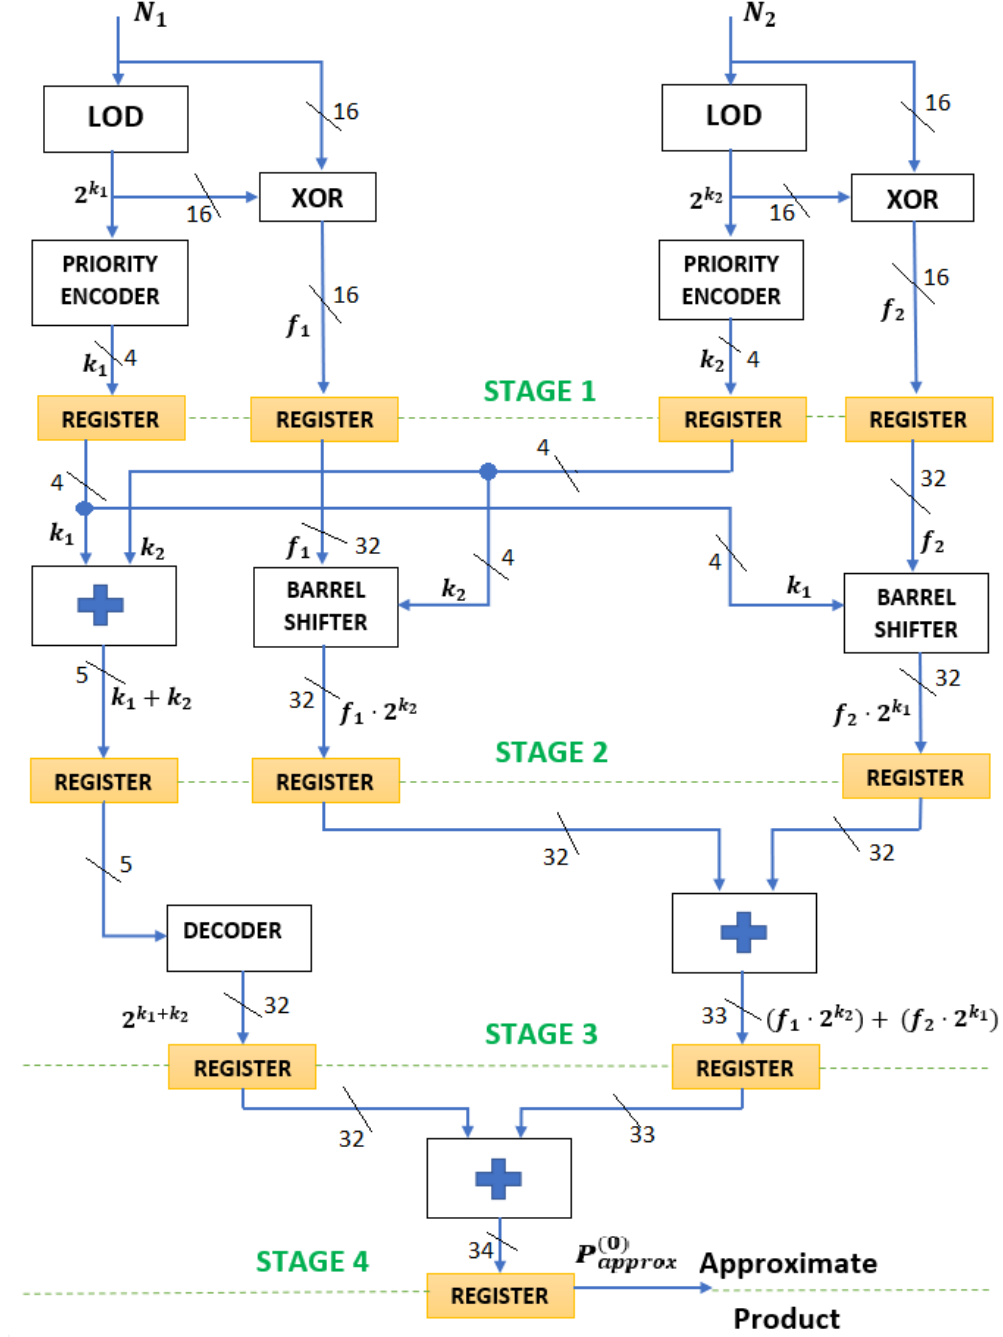 N₁ N₂
LOD LOD
16 16
2^{k₁} 16 XOR 2^{k₂} 16 XOR
PRIORITY ENCODER PRIORITY ENCODER
16 16
f₁ f₂
k₁ 4 k₂ 4
STAGE 1
REGISTER REGISTER REGISTER REGISTER
4 4 32
k₁ k₂ f₁ 32 4 4 f₂
BARREL SHIFTER k₂ k₁ BARREL SHIFTER
5 k₁ + k₂ 32 f₁ · 2^{k₂} 32 f₂ · 2^{k₁}
STAGE 2
REGISTER REGISTER REGISTER
5 32 32
DECODER
2^{k₁+k₂} 32 33 (f₁ · 2^{k₂}) + (f₂ · 2^{k₁})
STAGE 3
REGISTER REGISTER
32 33
34
STAGE 4 P_{approx}^{(0)} Approximate
REGISTER
Product